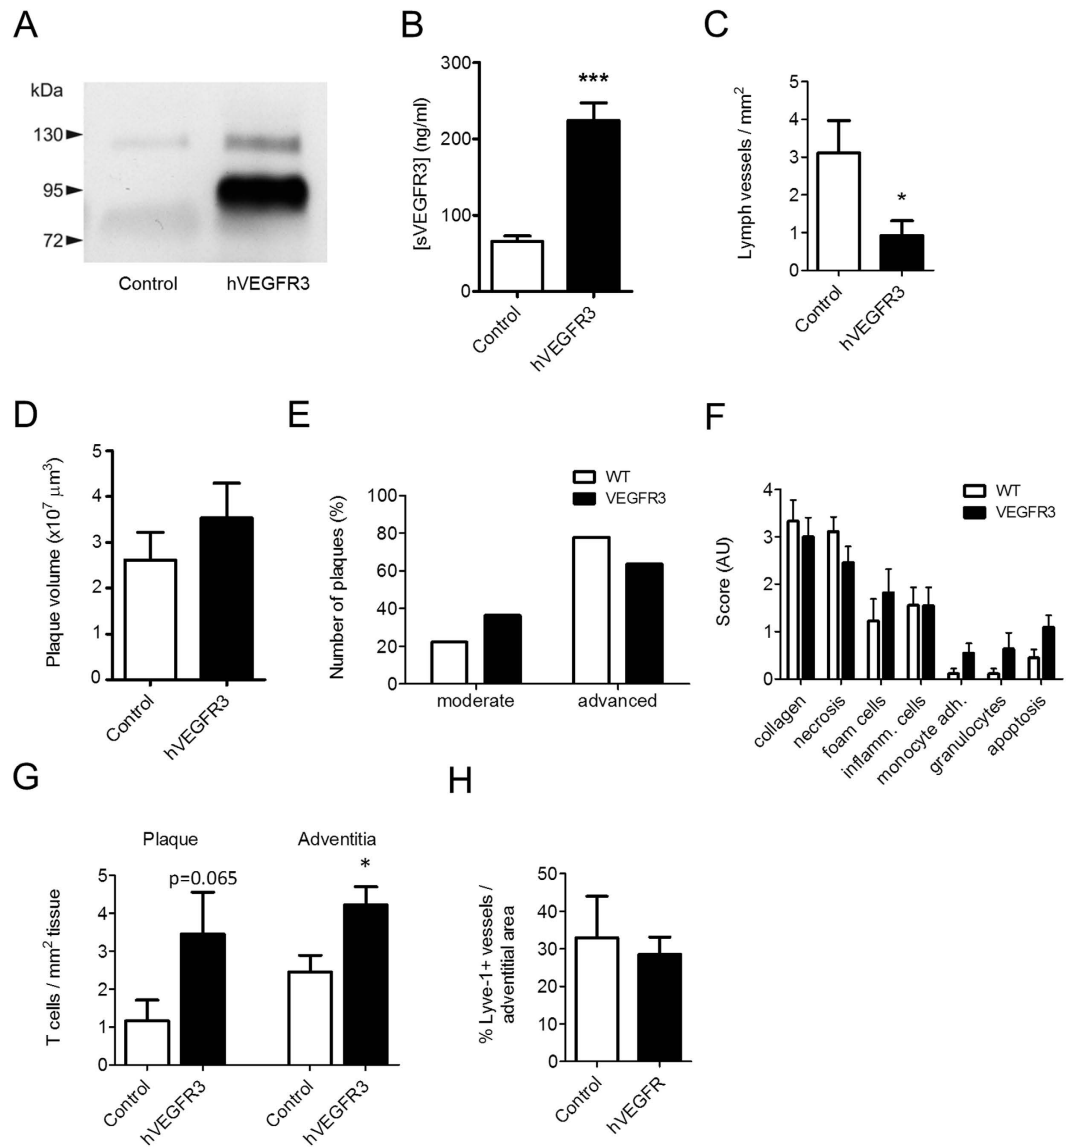 A
kDa
130
95
72
Control hVEGFR3
B
[sVEGFR3] (ng/ml)
300
200
100
0
***
Control
hVEGFR3
C
Lymph vessels / mm²
5
4
3
2
1
0
*
Control
hVEGFR3
D
Plaque volume (x10⁷ µm³)
5
4
3
2
1
0
Control
hVEGFR3
E
WT
VEGFR3
Number of plaques (%)
100
80
60
40
20
0
moderate advanced
F
WT
VEGFR3
Score (AU)
4
3
2
1
0
collagen
necrosis
foam cells
inflamm. cells
monocyte adh.
granulocytes
apoptosis
G
Plaque Adventitia
p=0.065
*
T cells / mm² tissue
5
4
3
2
1
0
Control
hVEGFR3
Control
hVEGFR3
H
% Lyve-1+ vessels /
adventitial area
50
40
30
20
10
0
Control
hVEGFR